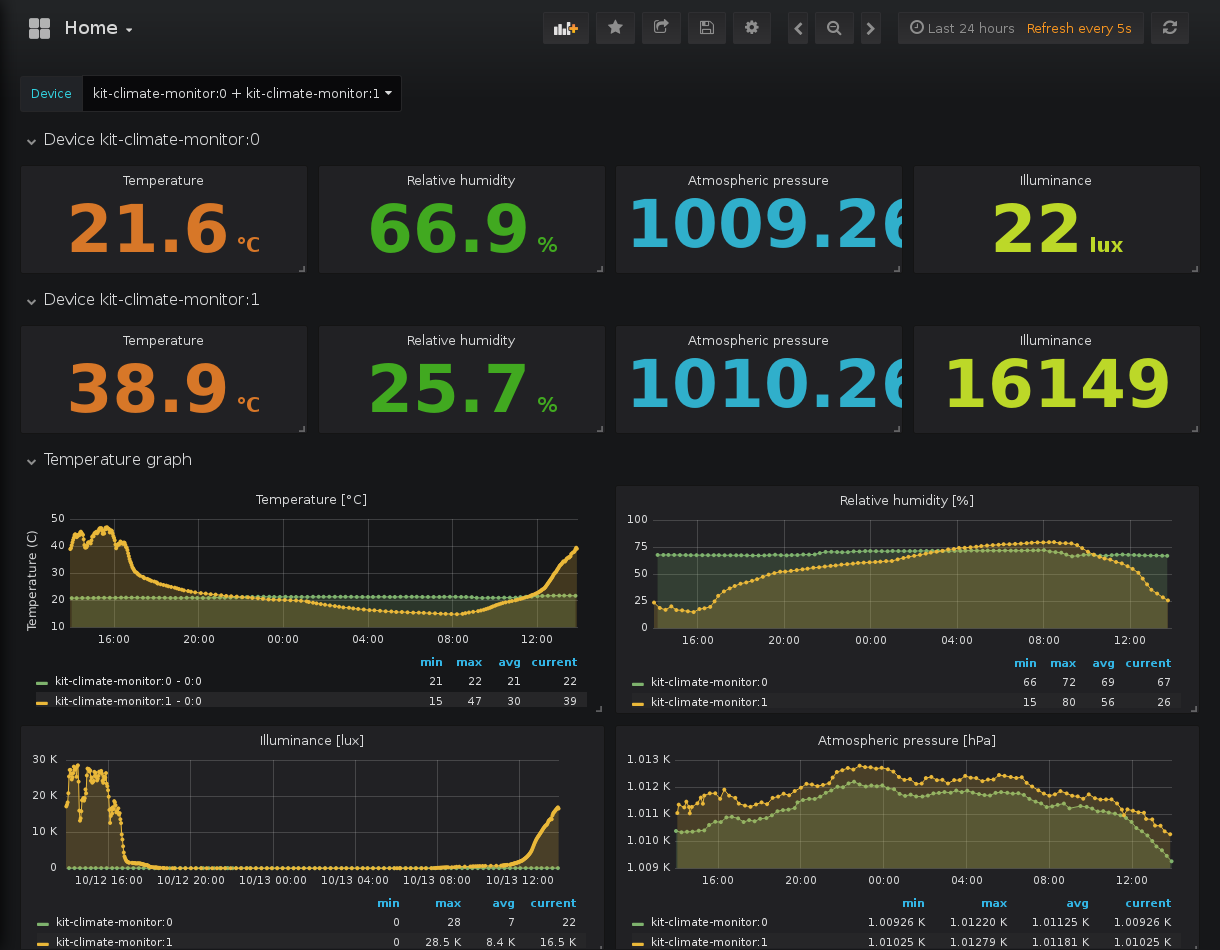 Home
Last 24 hours Refresh every 5s
Device kit-climate-monitor:0 + kit-climate-monitor:1
Device kit-climate-monitor:0
Temperature Relative humidity Atmospheric pressure Illuminance
21.6 °C 66.9 % 1009.26 22 lux
Device kit-climate-monitor:1
Temperature Relative humidity Atmospheric pressure Illuminance
38.9 °C 25.7 % 1010.26 16149
Temperature graph
Temperature [°C]
Temperature (C)
50
40
30
20
10
16:00 20:00 00:00 04:00 08:00 12:00
min max avg current
kit-climate-monitor:0 - 0:0 21 22 21 22
kit-climate-monitor:1 - 0:0 15 47 30 39
Relative humidity [%]
100
75
50
25
0
16:00 20:00 00:00 04:00 08:00 12:00
min max avg current
kit-climate-monitor:0 66 72 69 67
kit-climate-monitor:1 15 80 56 26
Illuminance [lux]
30 K
20 K
10 K
0
10/12 16:00 10/12 20:00 10/13 00:00 10/13 04:00 10/13 08:00 10/13 12:00
min max avg current
kit-climate-monitor:0 0 28 7 22
kit-climate-monitor:1 0 28.5 K 8.4 K 16.5 K
Atmospheric pressure [hPa]
1.013 K
1.012 K
1.011 K
1.010 K
1.009 K
16:00 20:00 00:00 04:00 08:00 12:00
min max avg current
kit-climate-monitor:0 1.00926 K 1.01220 K 1.01125 K 1.00926 K
kit-climate-monitor:1 1.01025 K 1.01279 K 1.01181 K 1.01025 K